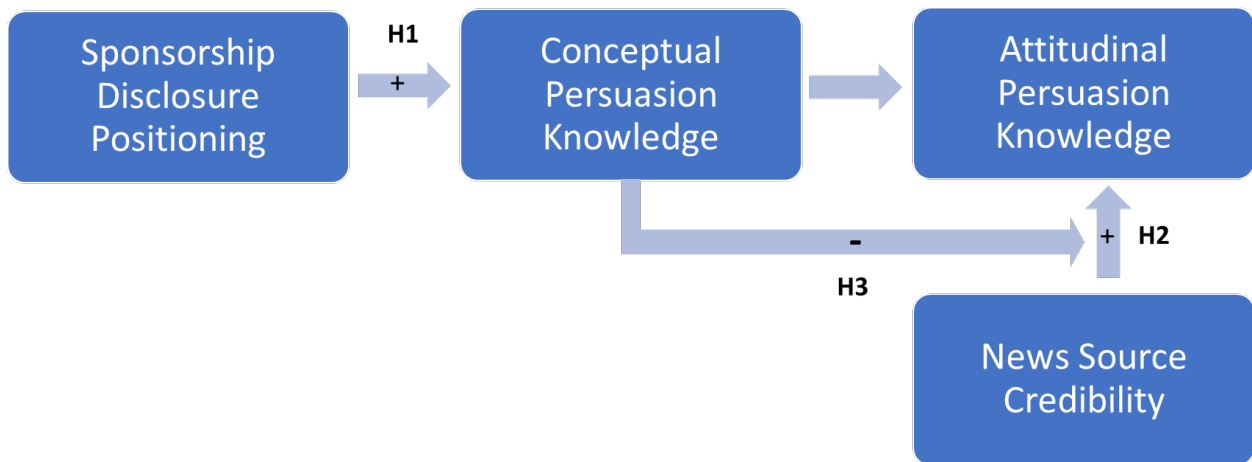 Sponsorship
Disclosure
Positioning
H1
+
Conceptual
Persuasion
Knowledge
Attitudinal
Persuasion
Knowledge
-
H3
+
H2
News Source
Credibility